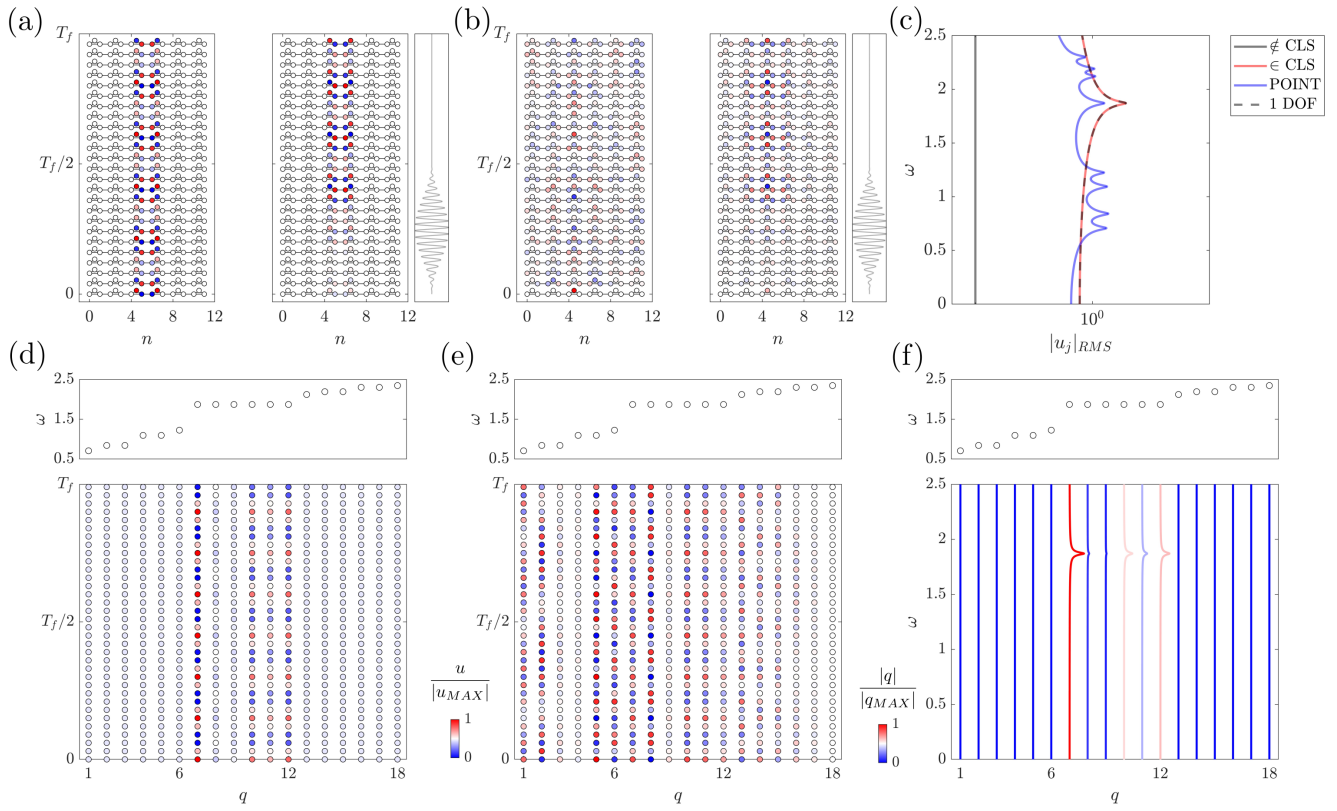 (a)
T_f
T_f/2
0
0 4 8 12
n
0 4 8 12
n
(b)
T_f
T_f/2
0
0 4 8 12
n
0 4 8 12
n
(c)
2.5
2
1.5
1
0.5
0
ω
10⁰
|u_j|_RMS
∉ CLS
∈ CLS
POINT
1 DOF
(d)
2.5
1.5
0.5
ω
T_f
T_f/2
0
1 6 12 18
q
u
|u_MAX|
1
0
(e)
2.5
1.5
0.5
ω
T_f
T_f/2
0
1 6 12 18
q
|q|
|q_MAX|
1
0
(f)
2.5
1.5
0.5
ω
2.5
2
1.5
1
0.5
0
ω
1 6 12 18
q